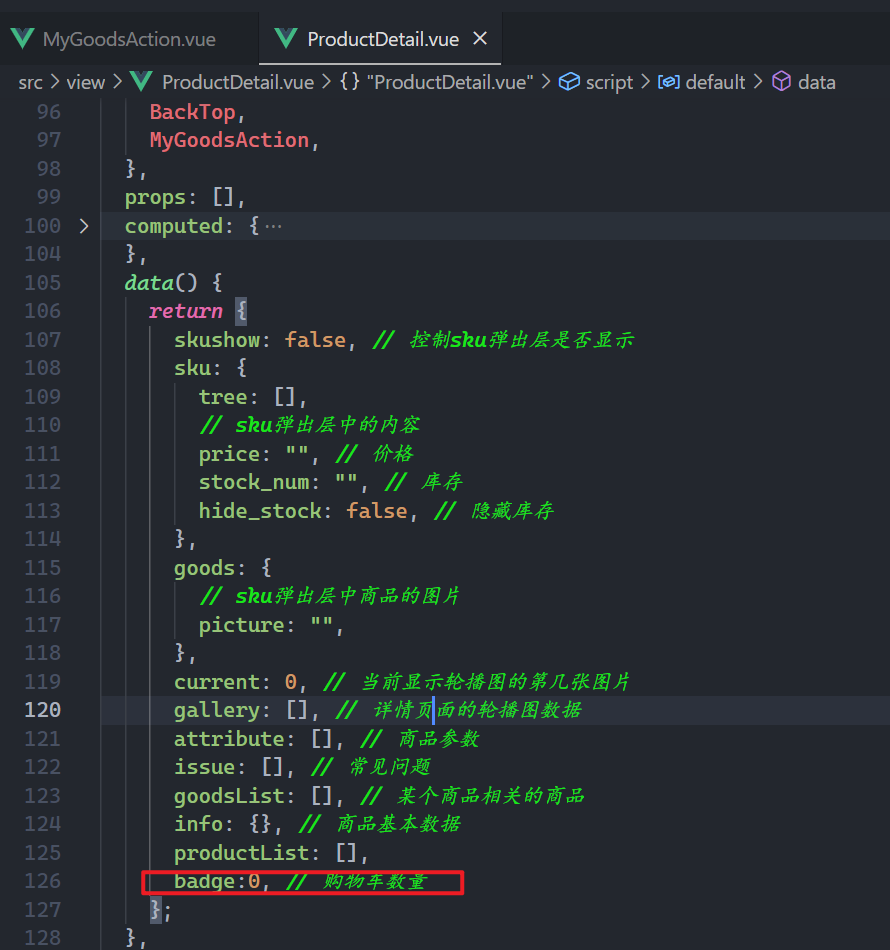 MyGoodsAction.vue ProductDetail.vue
src > view > ProductDetail.vue > {} "ProductDetail.vue" > script > default > data
96 BackTop,
97 MyGoodsAction,
98 },
99 props: [],
100 > computed: {···
104 },
105 data() {
106 return {
107 skushow: false, // 控制sku弹出层是否显示
108 sku: {
109 tree: [],
110 // sku弹出层中的内容
111 price: "", // 价格
112 stock_num: "", // 库存
113 hide_stock: false, // 隐藏库存
114 },
115 goods: {
116 // sku弹出层中商品的图片
117 picture: "",
118 },
119 current: 0, // 当前显示轮播图的第几张图片
120 gallery: [], // 详情页面的轮播图数据
121 attribute: [], // 商品参数
122 issue: [], // 常见问题
123 goodsList: [], // 某个商品相关的商品
124 info: {}, // 商品基本数据
125 productList: [],
126 badge:0, // 购物车数量
127 };
128 },